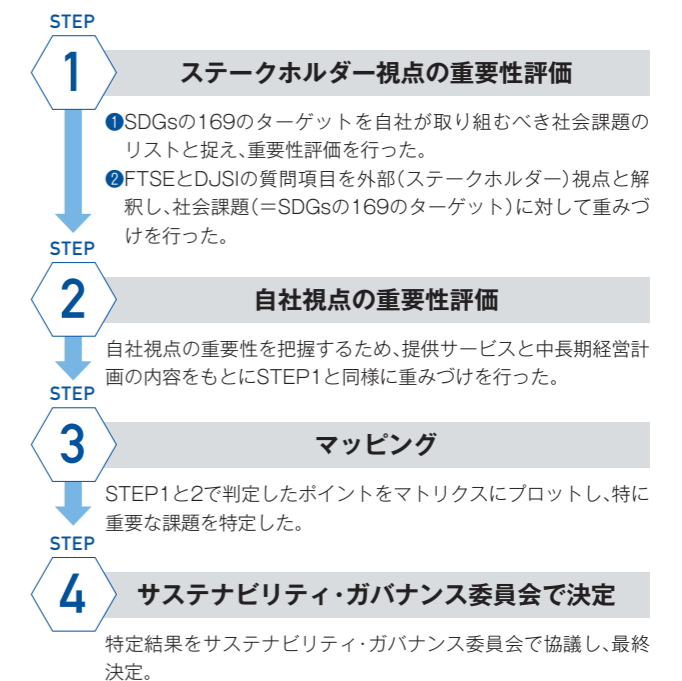 STEP
1
ステークホルダー視点の重要性評価
❶SDGsの169のターゲットを自社が取り組むべき社会課題の
リストと捉え、重要性評価を行った。
❷FTSEとDJSIの質問項目を外部(ステークホルダー)視点と解
釈し、社会課題(=SDGsの169のターゲット)に対して重みづ
けを行った。
STEP
2
自社視点の重要性評価
自社視点の重要性を把握するため、提供サービスと中長期経営計
画の内容をもとにSTEP1と同様に重みづけを行った。
STEP
3
マッピング
STEP1と2で判定したポイントをマトリクスにプロットし、特に
重要な課題を特定した。
STEP
4
サステナビリティ・ガバナンス委員会で決定
特定結果をサステナビリティ・ガバナンス委員会で協議し、最終
決定。